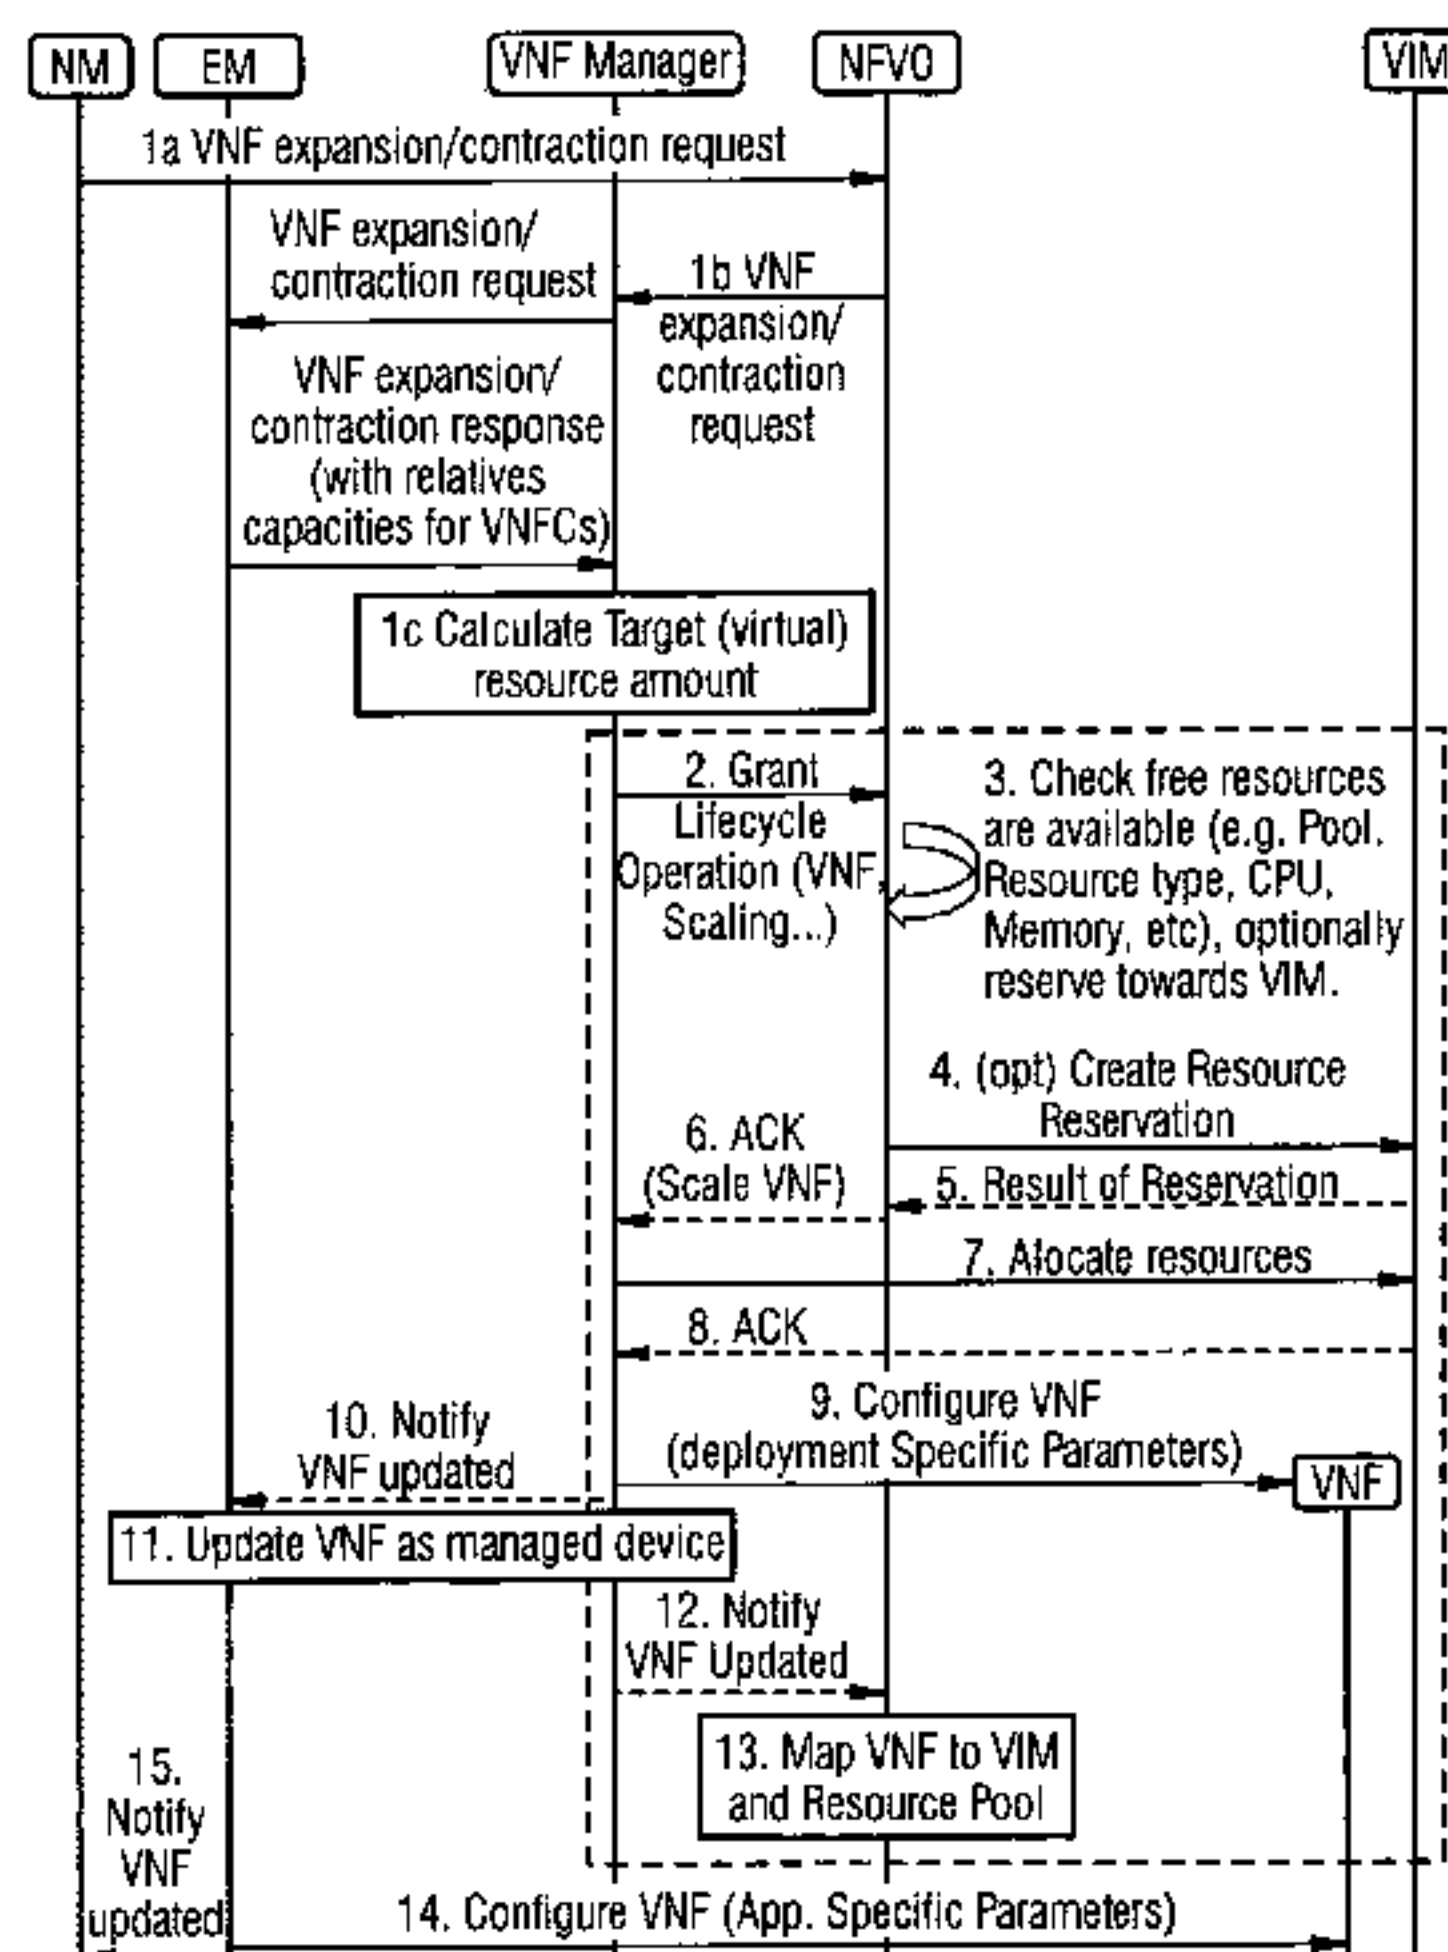 NM
EM
VNF Manager
NFVO
VIM
1a VNF expansion/contraction request
VNF expansion/
contraction request
1b VNF
expansion/
contraction
request
VNF expansion/
contraction response
(with relatives
capacities for VNFCs)
1c Calculate Target (virtual)
resource amount
2. Grant
Lifecycle
Operation (VNF,
Scaling...)
3. Check free resources
are available (e.g. Pool.
Resource type, CPU,
Memory, etc), optionally
reserve towards VIM.
4. (opt) Create Resource
Reservation
6. ACK
(Scale VNF)
5. Result of Reservation
7. Allocate resources
8. ACK
9. Configure VNF
(deployment Specific Parameters)
VNF
10. Notify
VNF updated
11. Update VNF as managed device
12. Notify
VNF Updated
13. Map VNF to VIM
and Resource Pool
15.
Notify
VNF
updated
14. Configure VNF (App. Specific Parameters)